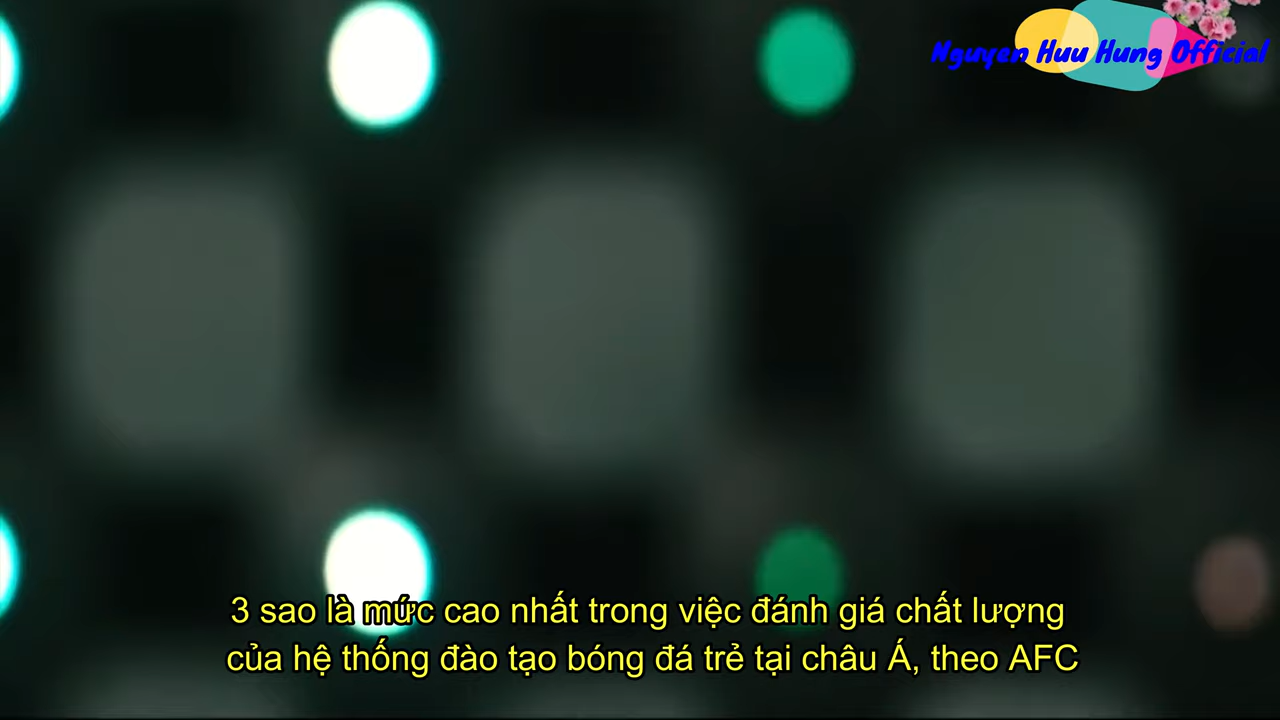 Nguyen Huu Hung Official
3 sao là mức cao nhất trong việc đánh giá chất lượng
của hệ thống đào tạo bóng đá trẻ tại châu Á, theo AFC